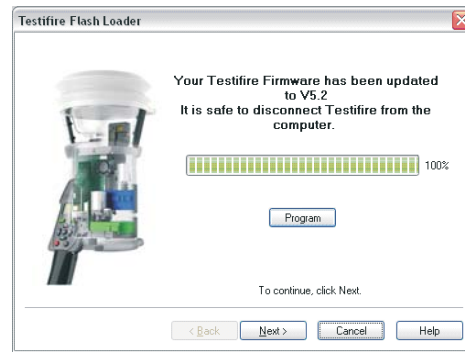 Testifire Flash Loader
Your Testifire Firmware has been updated
to V5.2
It is safe to disconnect Testifire from the
computer.
100%
Program
To continue, click Next.
< Back
Next >
Cancel
Help